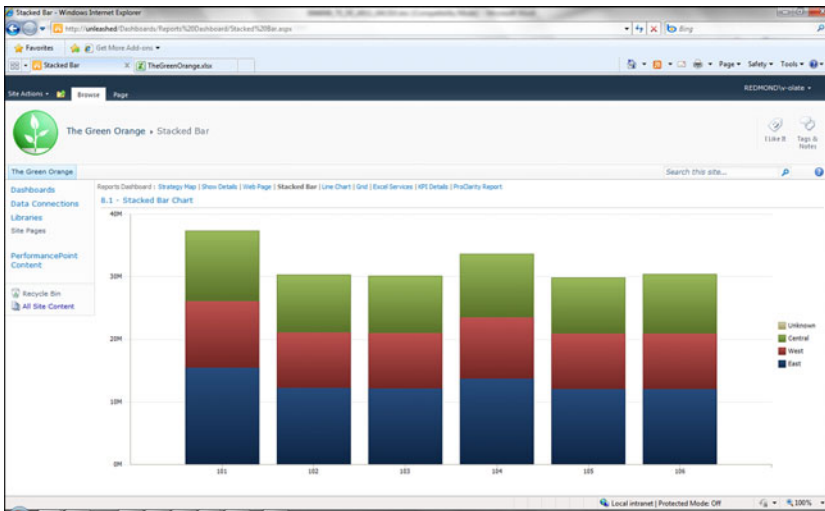 Stacked Bar - Windows Internet Explorer
http://unleashed/Dashboards/Reports%20Dashboard/Stacked%20Bar.aspx
Bing
Favorites Get More Add-ons
Stacked Bar X TheGreenOrange.xlsx Page Safety Tools
Site Actions Browse Page REDMOND\v-olate
The Green Orange Stacked Bar
I Like It Tags & Notes
The Green Orange Search this site...
Dashboards
Data Connections
Libraries
Site Pages
PerformancePoint Content
Recycle Bin
All Site Content
Reports Dashboard : Strategy Map | Show Details | Web Page | Stacked Bar | Line Chart | Grid | Excel Services | KPI Details | ProClarity Report
8.1 - Stacked Bar Chart
40M
30M
20M
10M
0M
101 102 103 104 105 106
Unknown
Central
West
East
Local intranet | Protected Mode: Off 100%